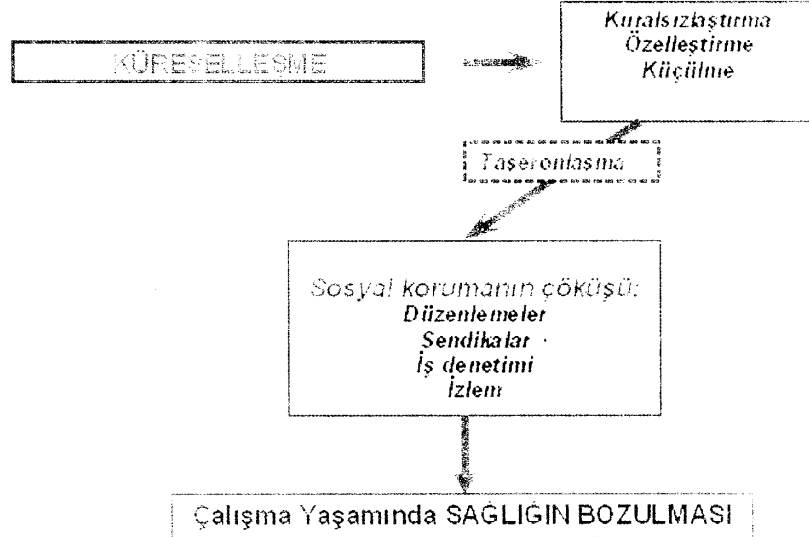 KÜRESELLEŞME
Kuralsızlaştırma
Özelleştirme
Küçülme
Taşeronlaşma
Sosyal korumanın çöküşü:
Düzenlemeler
Sendikalar
İş denetimi
İzlem
Çalışma Yaşamında SAĞLIĞIN BOZULMASI